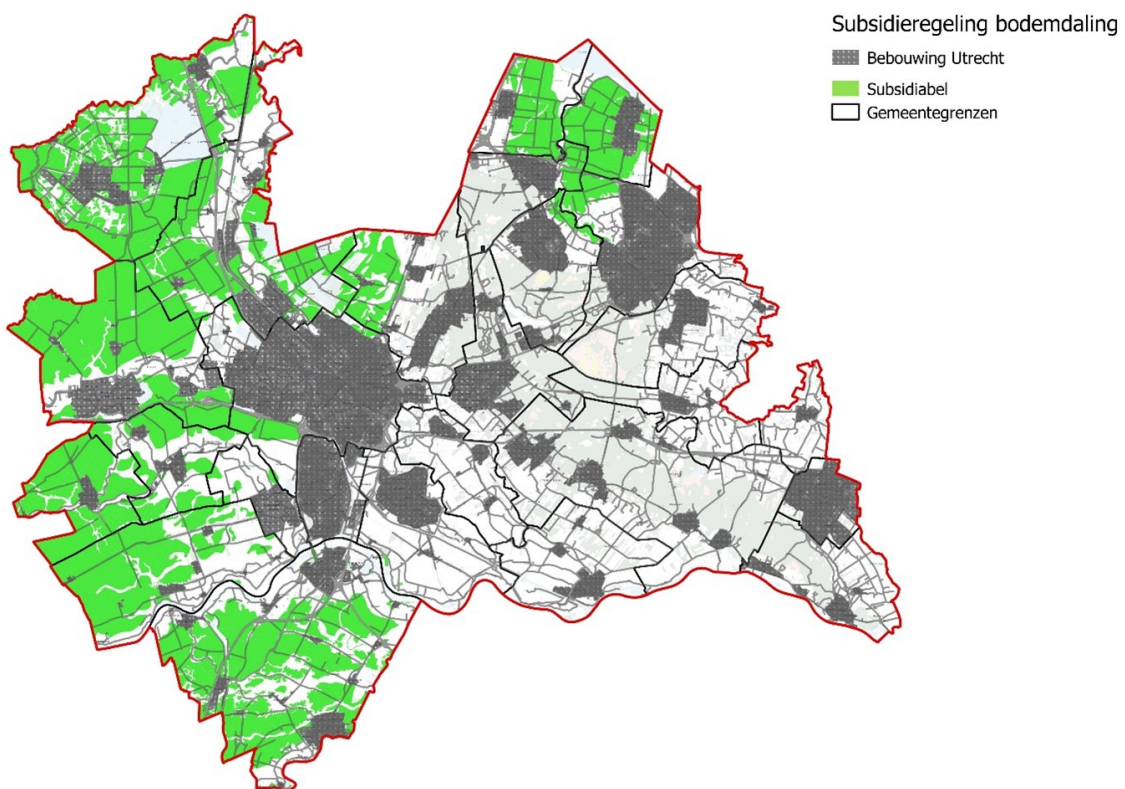 Subsidieregeling bodemdaling
Bebouwing Utrecht
Subsidiabel
Gemeentegrenzen